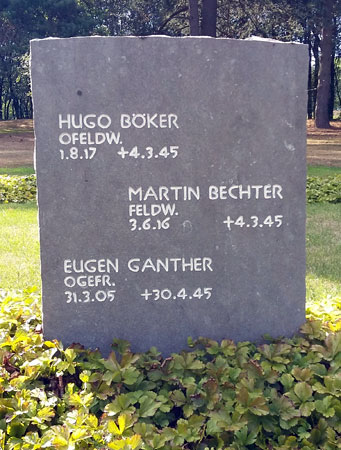 HUGO BÖKER
OFELDW.
1.8.17 +4.3.45
MARTIN BECHTER
FELDW.
3.6.16 +4.3.45
EUGEN GANTHER
OGEFR.
31.3.05 +30.4.45